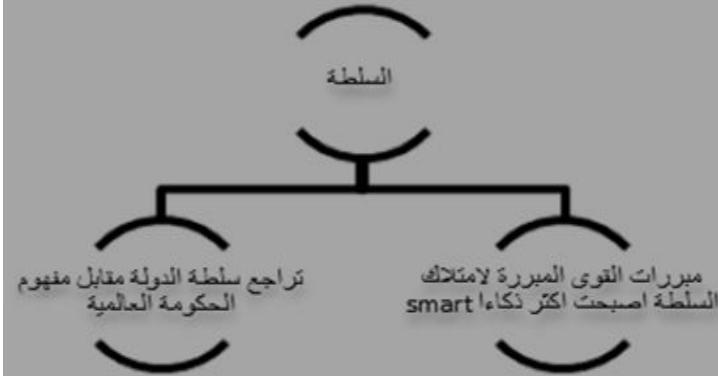 السلطة
مبررات القوى المبررة لامتلاك
السلطة اصبحت اكثر ذكاءا smart
تراجع سلطة الدولة مقابل مفهوم
الحكومة العالمية